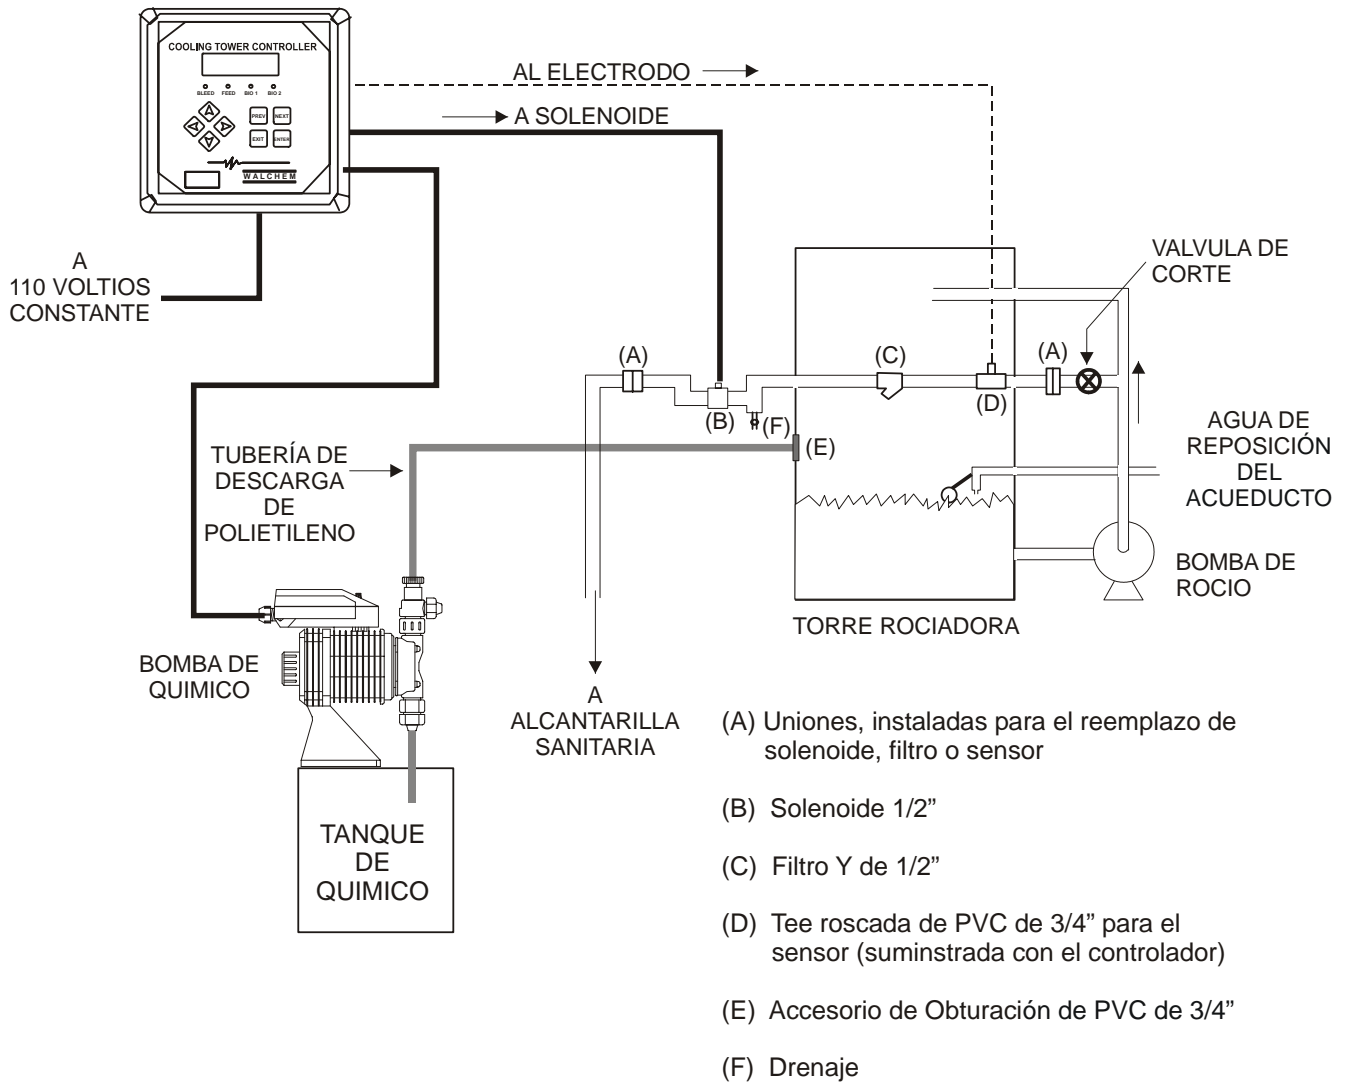 COOLING TOWER CONTROLLER
BLEED FEED BIO 1 BIO 2
PREV NEXT
EXIT ENTER
WALCHEM
AL ELECTRODO
A SOLENOIDE
A
110 VOLTIOS
CONSTANTE
VALVULA DE
CORTE
(A)
(C)
(A)
(B)
(F)
(D)
(E)
TUBERÍA DE
DESCARGA
DE
POLIETILENO
AGUA DE
REPOSICIÓN
DEL
ACUEDUCTO
BOMBA DE
ROCIO
TORRE ROCIADORA
BOMBA DE
QUIMICO
A
ALCANTARILLA
SANITARIA
TANQUE
DE
QUIMICO
(A) Uniones, instaladas para el reemplazo de
solenoide, filtro o sensor
(B) Solenoide 1/2”
(C) Filtro Y de 1/2”
(D) Tee roscada de PVC de 3/4” para el
sensor (suminstrada con el controlador)
(E) Accesorio de Obturación de PVC de 3/4”
(F) Drenaje